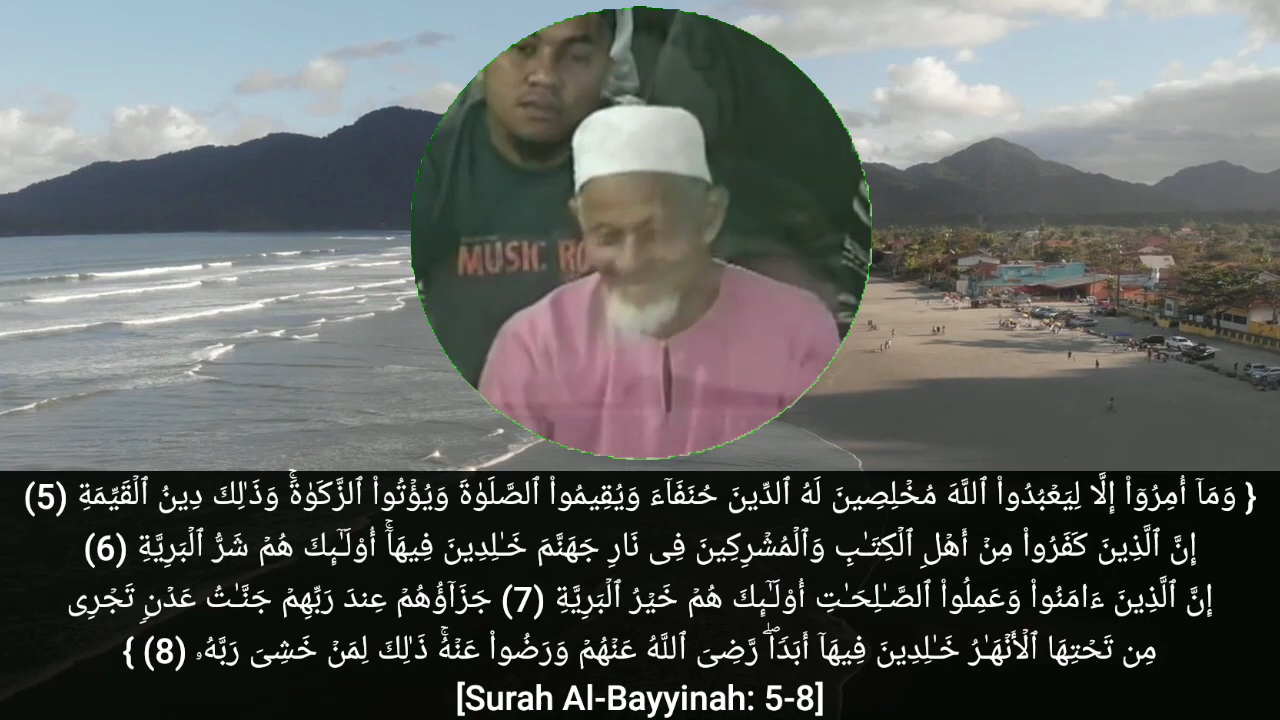 MUSIC. RO
{ وَمَآ أُمِرُوٓا۟ إِلَّا لِيَعْبُدُوا۟ ٱللَّهَ مُخْلِصِينَ لَهُ ٱلدِّينَ حُنَفَآءَ وَيُقِيمُوا۟ ٱلصَّلَوٰةَ وَيُؤْتُوا۟ ٱلزَّكَوٰةَۚ وَذَٰلِكَ دِينُ ٱلْقَيِّمَةِ (5)
إِنَّ ٱلَّذِينَ كَفَرُوا۟ مِنْ أَهْلِ ٱلْكِتَـٰبِ وَٱلْمُشْرِكِينَ فِى نَارِ جَهَنَّمَ خَـٰلِدِينَ فِيهَآۚ أُو۟لَـٰٓئِكَ هُمْ شَرُّ ٱلْبَرِيَّةِ (6)
إِنَّ ٱلَّذِينَ ءَامَنُوا۟ وَعَمِلُوا۟ ٱلصَّـٰلِحَـٰتِ أُو۟لَـٰٓئِكَ هُمْ خَيْرُ ٱلْبَرِيَّةِ (7) جَزَآؤُهُمْ عِندَ رَبِّهِمْ جَنَّـٰتُ عَدْنٍۢ تَجْرِى
مِن تَحْتِهَا ٱلْأَنْهَـٰرُ خَـٰلِدِينَ فِيهَآ أَبَدًۭاۖ رَّضِىَ ٱللَّهُ عَنْهُمْ وَرَضُوا۟ عَنْهُۚ ذَٰلِكَ لِمَنْ خَشِىَ رَبَّهُۥ (8) }
[Surah Al-Bayyinah: 5-8]